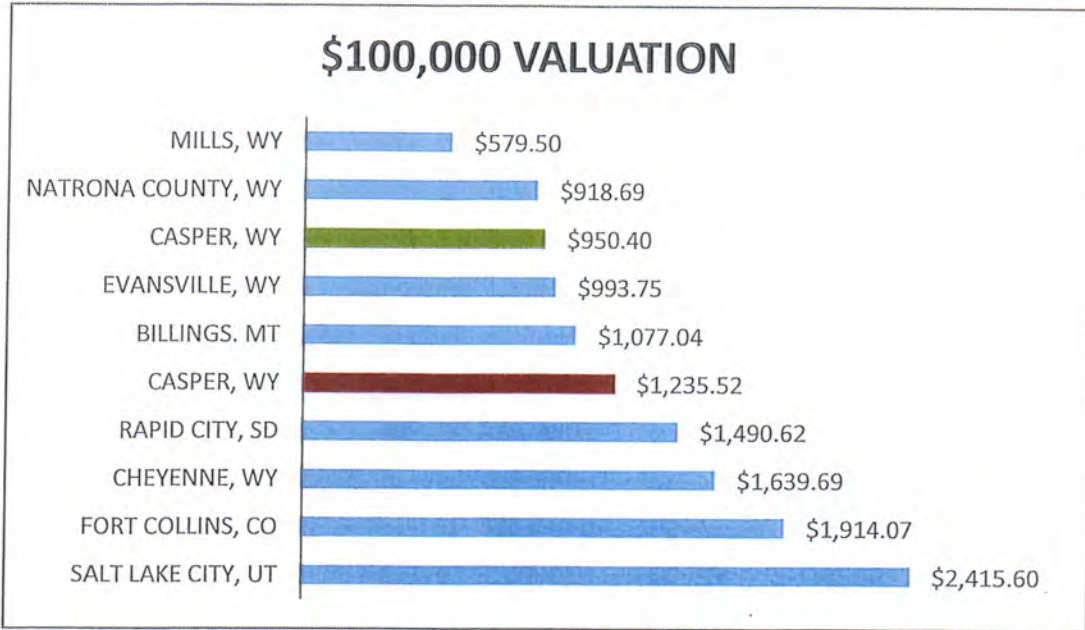 $100,000 VALUATION
MILLS, WY $579.50
NATRONA COUNTY, WY $918.69
CASPER, WY $950.40
EVANSVILLE, WY $993.75
BILLINGS. MT $1,077.04
CASPER, WY $1,235.52
RAPID CITY, SD $1,490.62
CHEYENNE, WY $1,639.69
FORT COLLINS, CO $1,914.07
SALT LAKE CITY, UT $2,415.60